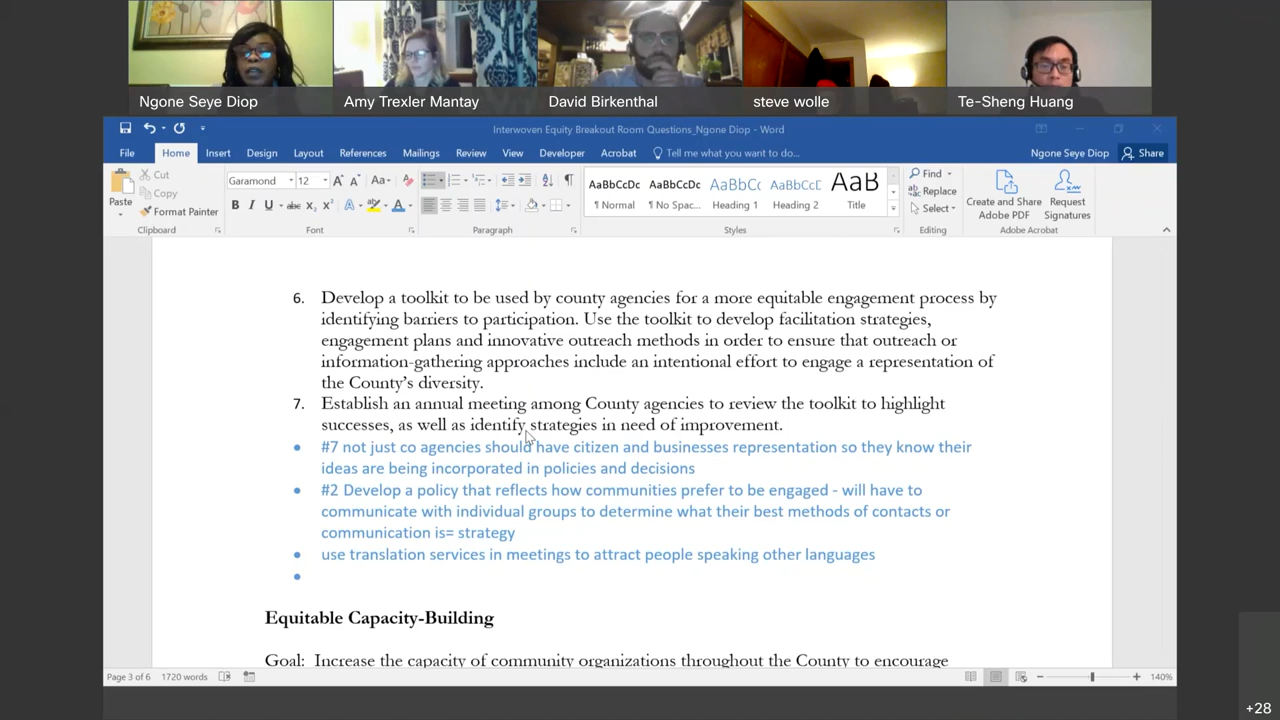 Ngone Seye Diop
Amy Trexler Mantay
David Birkenthal
steve wolle
Te-Sheng Huang
Interwoven Equity Breakout Room Questions_Ngone Diop - Word
File Home Insert Design Layout References Mailings Review View Developer Acrobat Tell me what you want to do... Ngone Seye Diop Share
Paste
Cut
Copy
Format Painter
Clipboard
Garamond 12
B I U abc X₂ X²
Font
Paragraph
AaBbCcDc AaBbCcDc AaBbCc AaBbCcD AaB
¶ Normal ¶ No Spac... Heading 1 Heading 2 Title
Styles
Find
Replace
Select
Editing
Create and Share
Adobe PDF
Request
Signatures
Adobe Acrobat
6. Develop a toolkit to be used by county agencies for a more equitable engagement process by
identifying barriers to participation. Use the toolkit to develop facilitation strategies,
engagement plans and innovative outreach methods in order to ensure that outreach or
information-gathering approaches include an intentional effort to engage a representation of
the County's diversity.
7. Establish an annual meeting among County agencies to review the toolkit to highlight
successes, as well as identify strategies in need of improvement.
• #7 not just co agencies should have citizen and businesses representation so they know their
ideas are being incorporated in policies and decisions
• #2 Develop a policy that reflects how communities prefer to be engaged - will have to
communicate with individual groups to determine what their best methods of contacts or
communication is= strategy
• use translation services in meetings to attract people speaking other languages
•
Equitable Capacity-Building
Goal: Increase the capacity of community organizations throughout the County to encourage
Page 3 of 6 1720 words
140%
+28